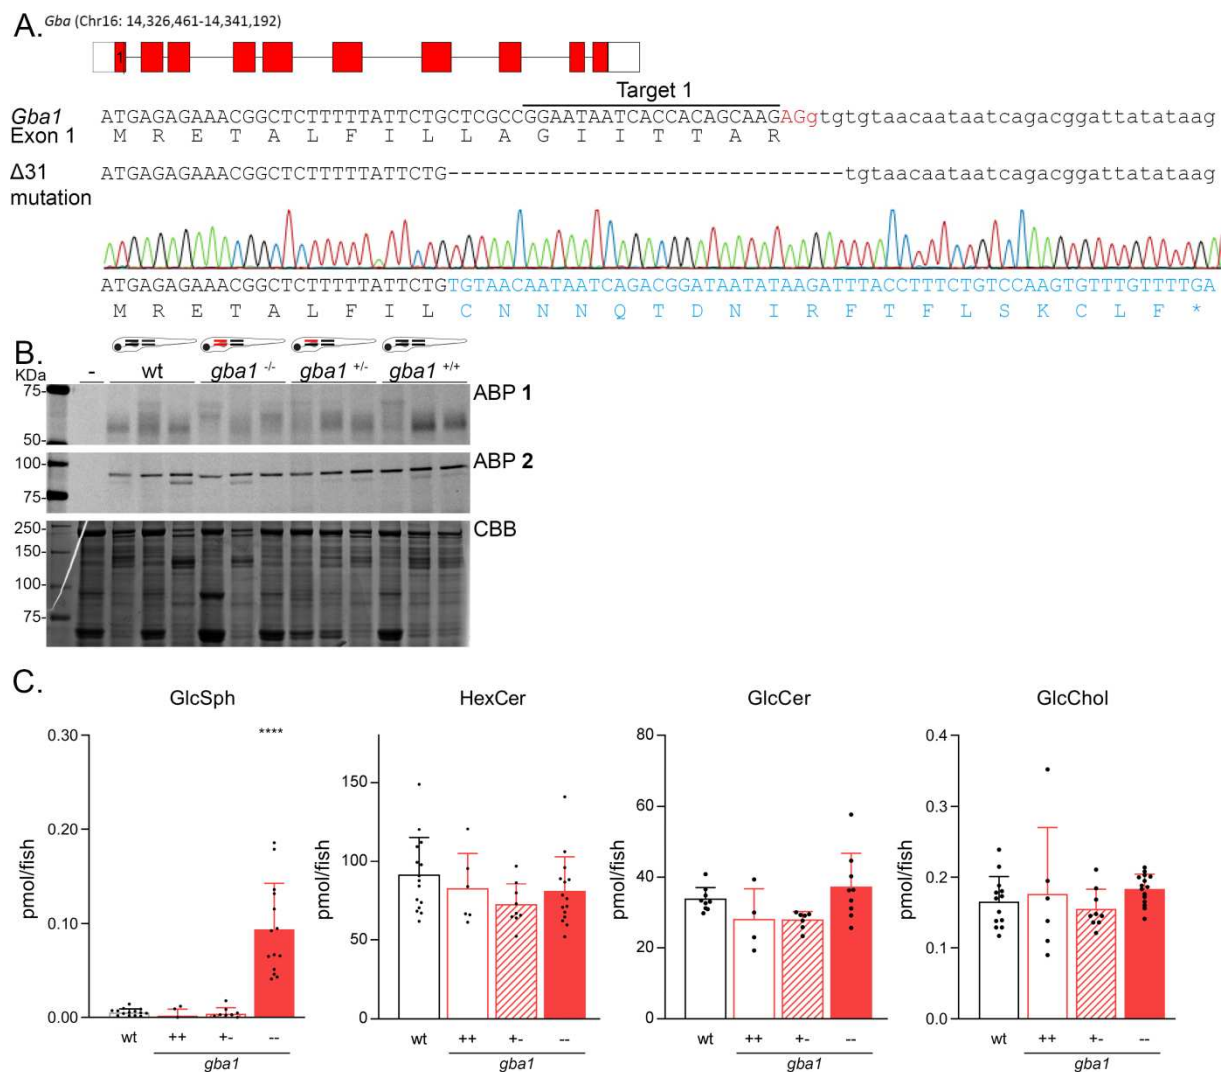 A.
Gba (Chr16: 14,326,461-14,341,192)
1
Target 1
Gba1 ATGAGAGAAACGGCTCTTTTTATTCTGCTCGCCGGAATAATCACCACAGCAAGAGgtgtgtaacaataatcagacggattatatataag
Exon 1 M R E T A L F I L L A G I I T T A R
Δ31 mutation ATGAGAGAAACGGCTCTTTTTATTCTG-------------------------------tgtaacaataatcagacggattatatataag
ATGAGAGAAACGGCTCTTTTTATTCTGTGTAACAATAATCAGACGGATAATATAAGATTTACCTTTCTGTCCAAGTGTTTGTTTTGA
M R E T A L F I L C N N N Q T D N I R F T F L S K C L F *
B.
KDa - wt gba1 -/- gba1 +/- gba1 +/+
75- ABP 1
50-
100- ABP 2
75-
250- CBB
150-
100-
75-
C.
GlcSph
pmol/fish
0.30
0.20
0.10
0.00
****
wt ++ +- --
gba1
HexCer
pmol/fish
150
100
50
0
wt ++ +- --
gba1
GlcCer
pmol/fish
80
60
40
20
0
wt ++ +- --
gba1
GlcChol
pmol/fish
0.4
0.3
0.2
0.1
0.0
wt ++ +- --
gba1